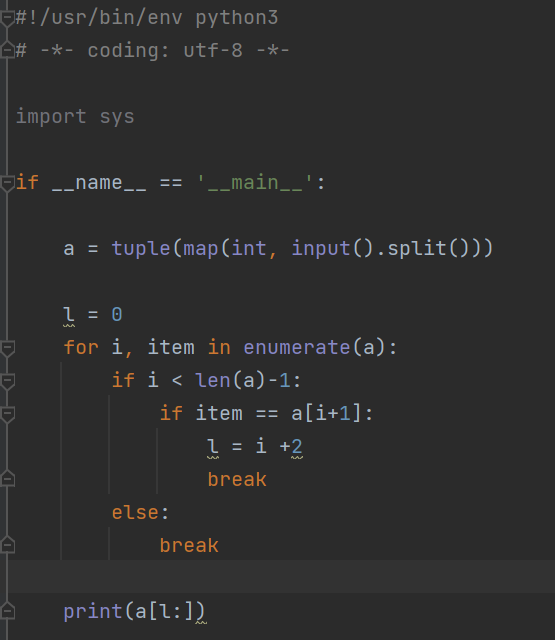 #!/usr/bin/env python3
# -*- coding: utf-8 -*-
import sys
if __name__ == '__main__':
a = tuple(map(int, input().split()))
l = 0
for i, item in enumerate(a):
if i < len(a)-1:
if item == a[i+1]:
l = i +2
break
else:
break
print(a[l:])